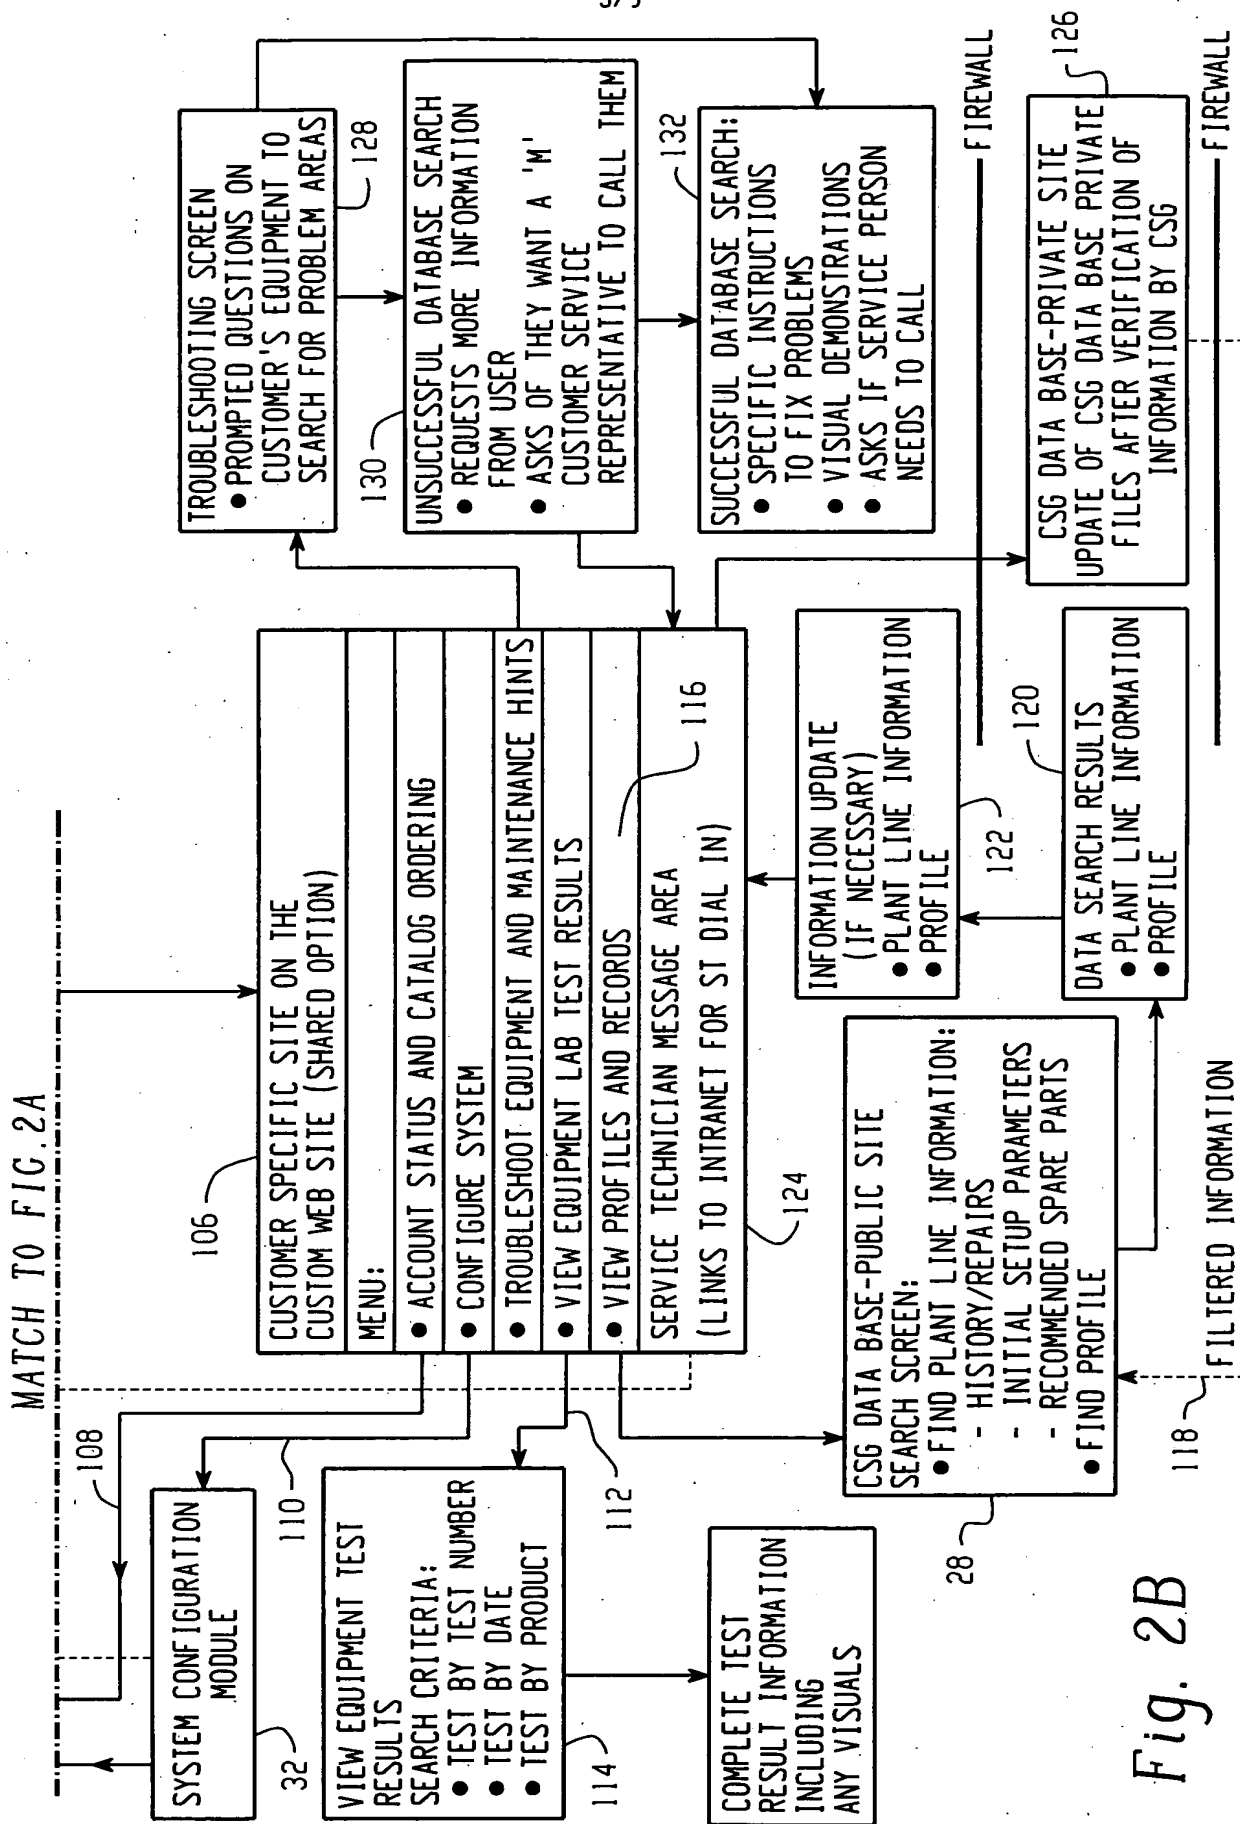 3/5
MATCH TO FIG.2A
108
SYSTEM CONFIGURATION
MODULE
32
110
VIEW EQUIPMENT TEST
RESULTS
SEARCH CRITERIA:
● TEST BY TEST NUMBER
● TEST BY DATE
● TEST BY PRODUCT
114
112
COMPLETE TEST
RESULT INFORMATION
INCLUDING
ANY VISUALS
106
CUSTOMER SPECIFIC SITE ON THE
CUSTOM WEB SITE (SHARED OPTION)
MENU:
● ACCOUNT STATUS AND CATALOG ORDERING
● CONFIGURE SYSTEM
● TROUBLESHOOT EQUIPMENT AND MAINTENANCE HINTS
● VIEW EQUIPMENT LAB TEST RESULTS
● VIEW PROFILES AND RECORDS
116
SERVICE TECHNICIAN MESSAGE AREA
(LINKS TO INTRANET FOR ST DIAL IN)
124
TROUBLESHOOTING SCREEN
● PROMPTED QUESTIONS ON
CUSTOMER'S EQUIPMENT TO
SEARCH FOR PROBLEM AREAS
128
130
UNSUCCESSFUL DATABASE SEARCH
● REQUESTS MORE INFORMATION
FROM USER
● ASKS OF THEY WANT A 'M'
CUSTOMER SERVICE
REPRESENTATIVE TO CALL THEM
132
SUCCESSFUL DATABASE SEARCH:
● SPECIFIC INSTRUCTIONS
TO FIX PROBLEMS
● VISUAL DEMONSTRATIONS
● ASKS IF SERVICE PERSON
NEEDS TO CALL
INFORMATION UPDATE
(IF NECESSARY)
● PLANT LINE INFORMATION
● PROFILE
122
FIREWALL
CSG DATA BASE-PUBLIC SITE
SEARCH SCREEN:
● FIND PLANT LINE INFORMATION:
- HISTORY/REPAIRS
- INITIAL SETUP PARAMETERS
- RECOMMENDED SPARE PARTS
● FIND PROFILE
28
120
DATA SEARCH RESULTS
● PLANT LINE INFORMATION
● PROFILE
126
CSG DATA BASE-PRIVATE SITE
UPDATE OF CSG DATA BASE PRIVATE
FILES AFTER VERIFICATION OF
INFORMATION BY CSG
118
FILTERED INFORMATION
FIREWALL
Fig. 2B